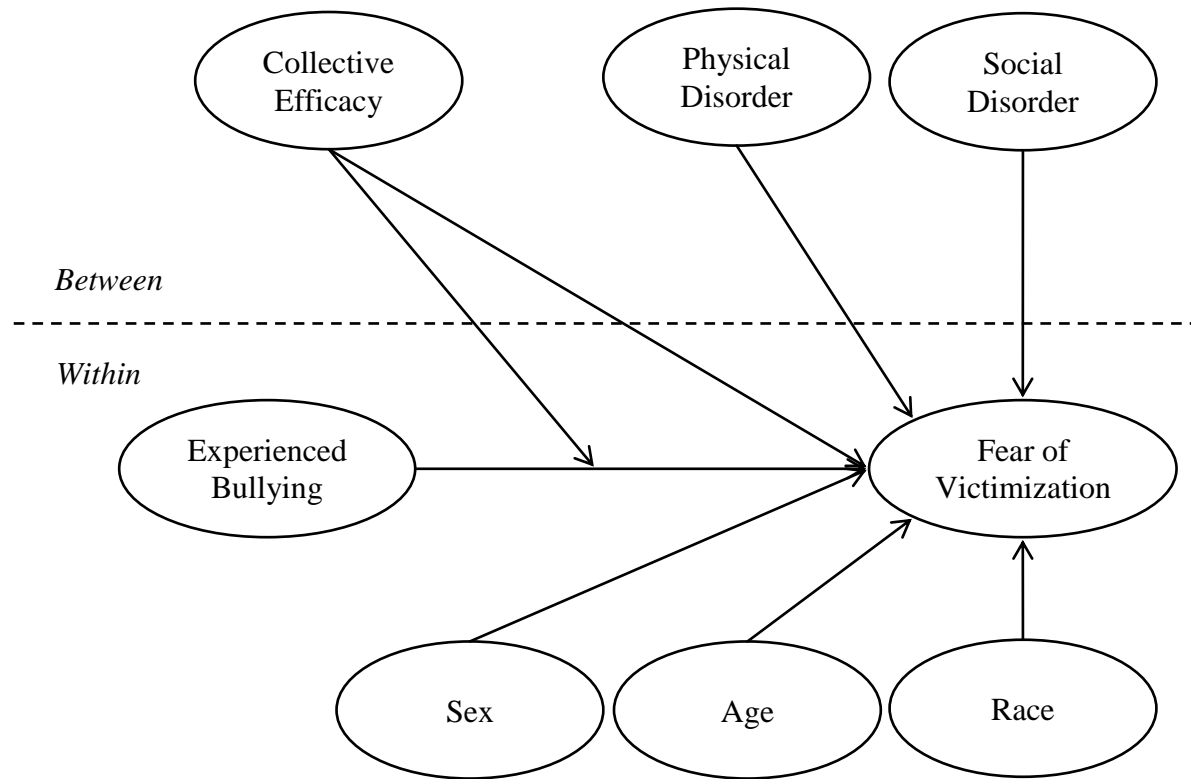 Collective
Efficacy
Physical
Disorder
Social
Disorder
Between
Within
Experienced
Bullying
Fear of
Victimization
Sex
Age
Race